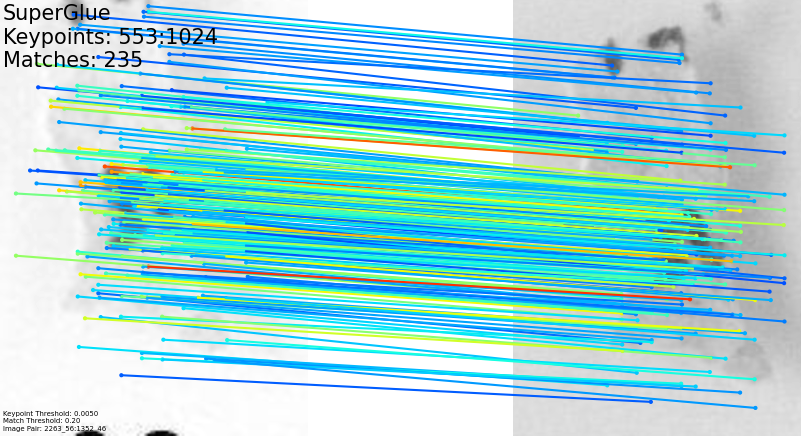 SuperGlue
Keypoints: 553:1024
Matches: 235
Keypoint Threshold: 0.0050
Match Threshold: 0.20
Image Pair: 2263_56:1352_46